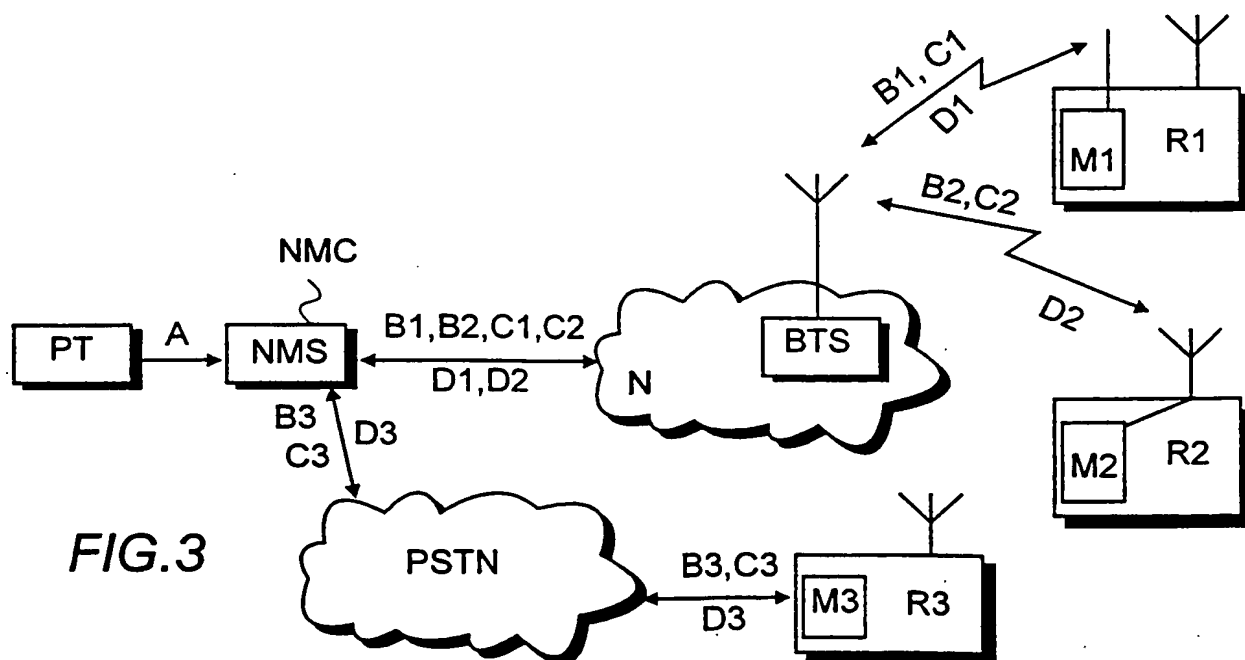 B1, C1
D1
M1
R1
B2,C2
D2
NMC
PT
A
NMS
B1,B2,C1,C2
D1,D2
N
BTS
M2
R2
B3
C3
D3
FIG.3
PSTN
B3,C3
D3
M3
R3